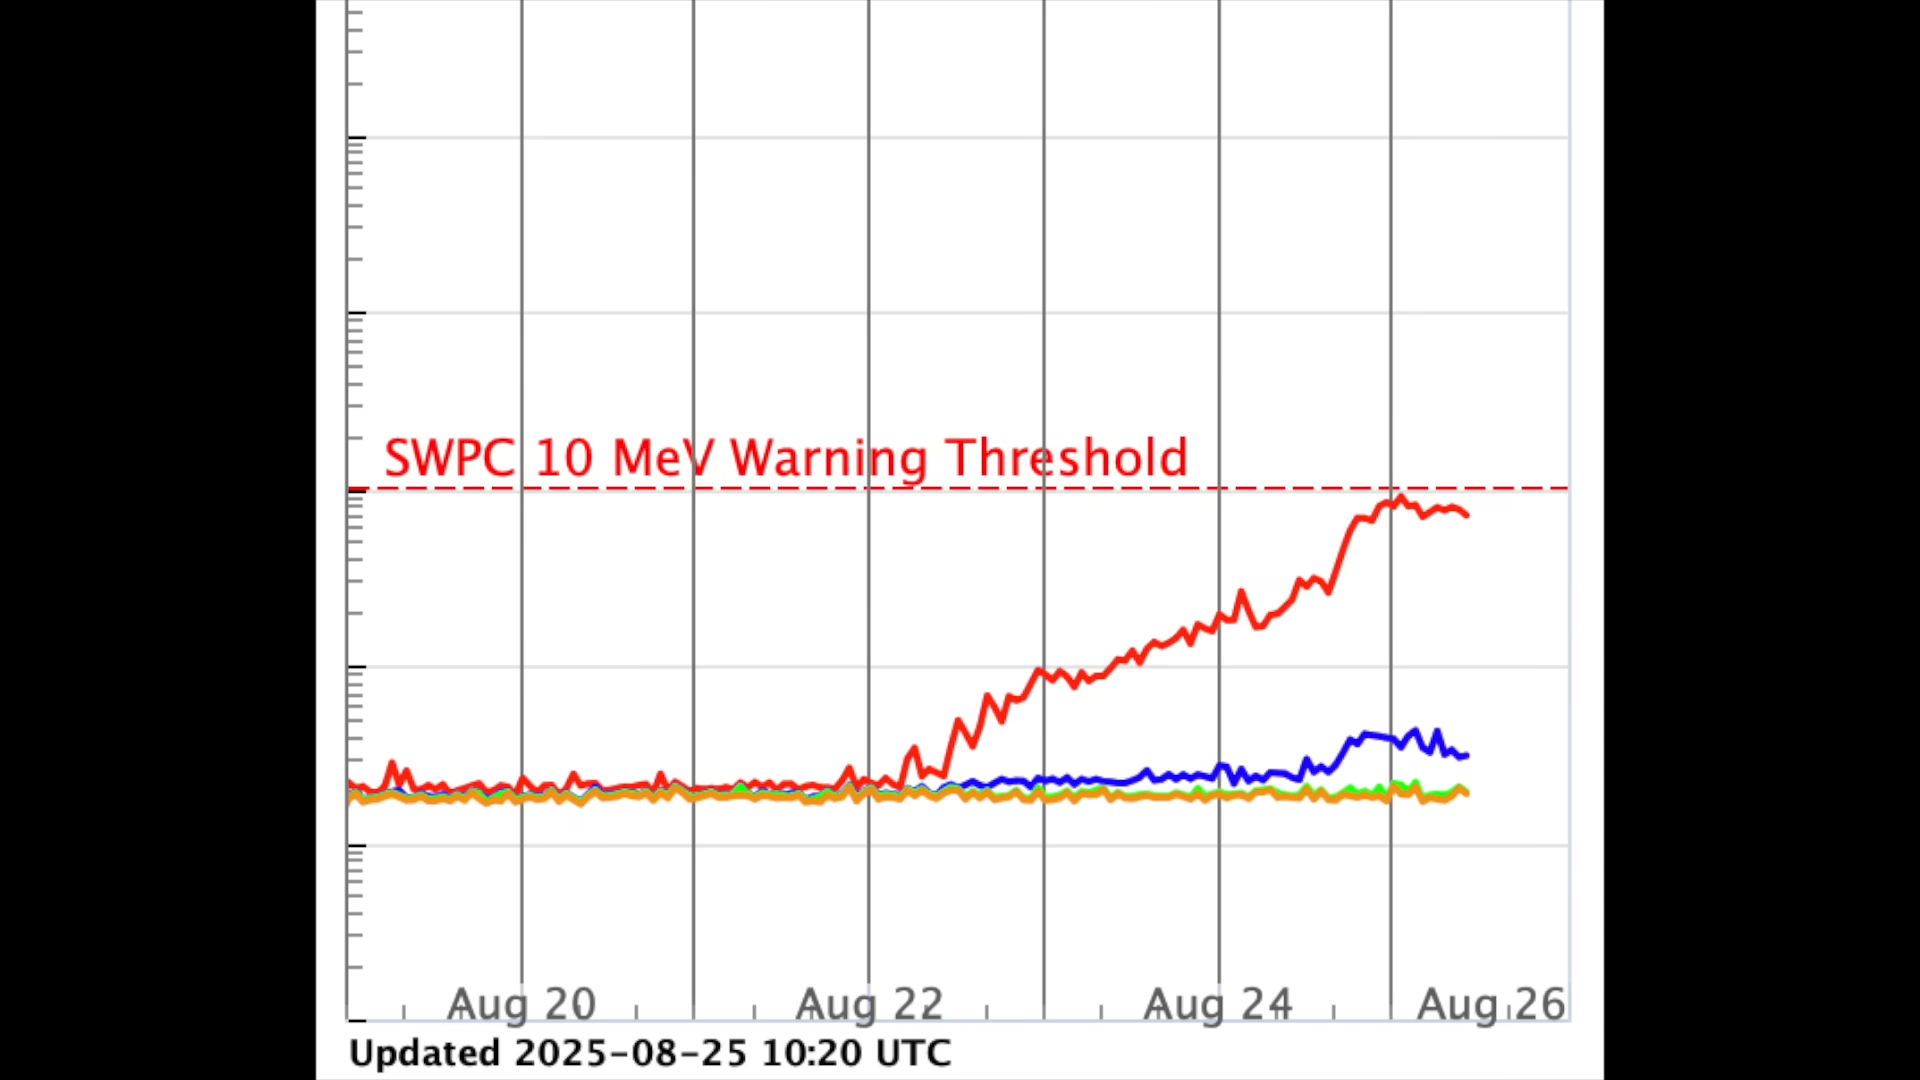 SWPC 10 MeV Warning Threshold
Aug 20 Aug 22 Aug 24 Aug 26
Updated 2025-08-25 10:20 UTC